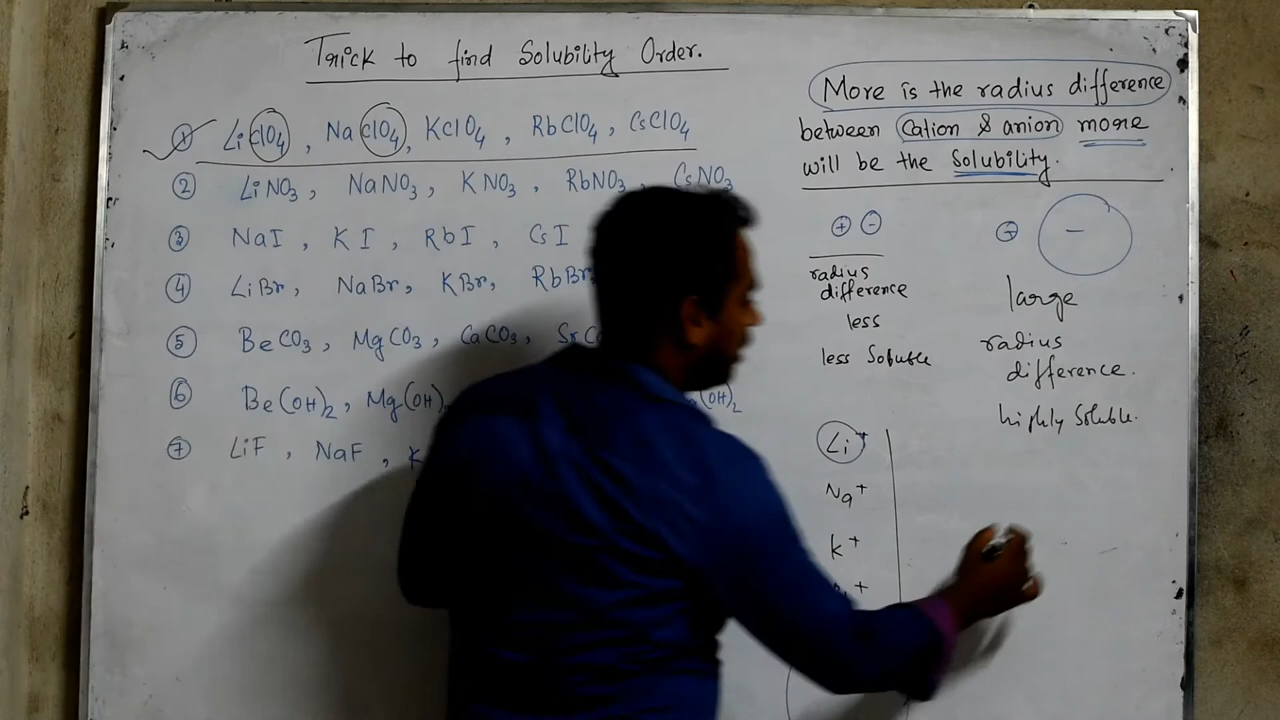 Trick to find Solubility Order.
① LiClO4, NaClO4, KClO4, RbClO4, CsClO4
② LiNO3, NaNO3, KNO3, RbNO3, CsNO3
③ NaI, KI, RbI, CsI
④ LiBr, NaBr, KBr, RbBr
⑤ BeCO3, MgCO3, CaCO3,
⑥ Be(OH)2, Mg(OH) (OH)2
⑦ LiF, NaF, K
More is the radius difference
between Cation & anion more
will be the Solubility.
+ -
radius
difference
less
less Soluble
+ -
large
radius
difference.
highly Soluble.
Li+
Na+
K+
+